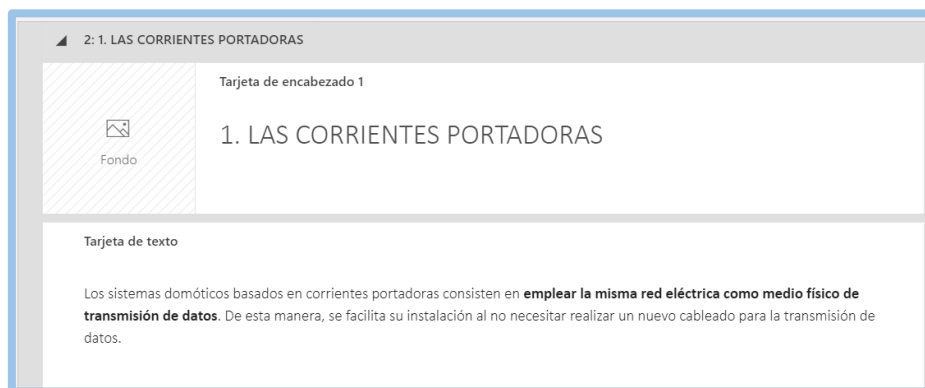 2: 1. LAS CORRIENTES PORTADORAS
Tarjeta de encabezado 1
1. LAS CORRIENTES PORTADORAS
Fondo
Tarjeta de texto
Los sistemas domóticos basados en corrientes portadoras consisten en emplear la misma red eléctrica como medio físico de
transmisión de datos. De esta manera, se facilita su instalación al no necesitar realizar un nuevo cableado para la transmisión de
datos.